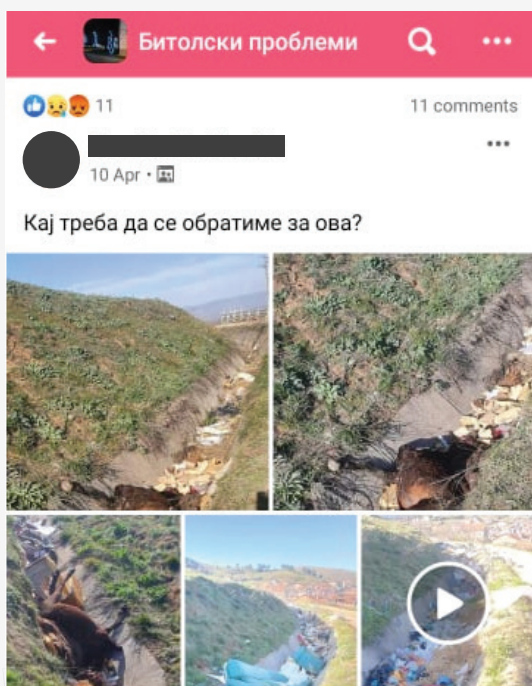 Битолски проблеми
11
11 comments
10 Apr
Кај треба да се обратиме за ова?